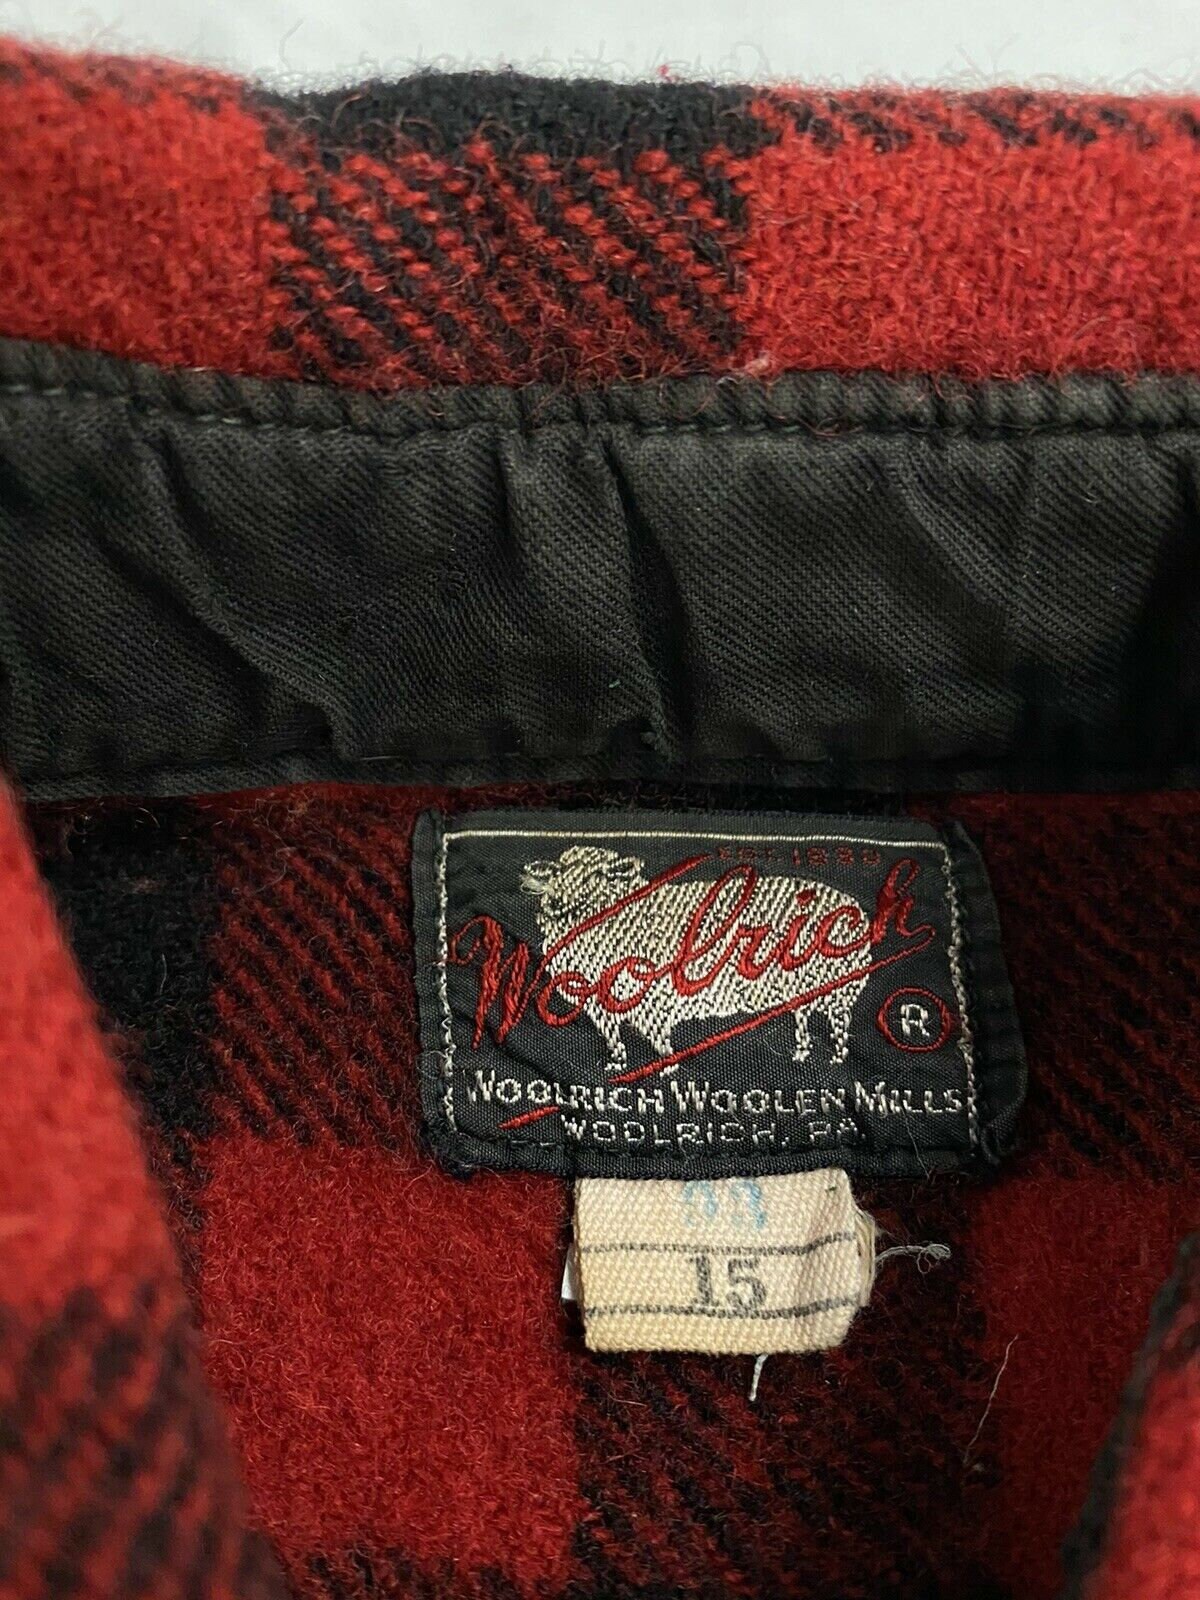 EST. 1830
Woolrich
R
WOOLRICH WOOLEN MILLS
WOOLRICH, PA.
15